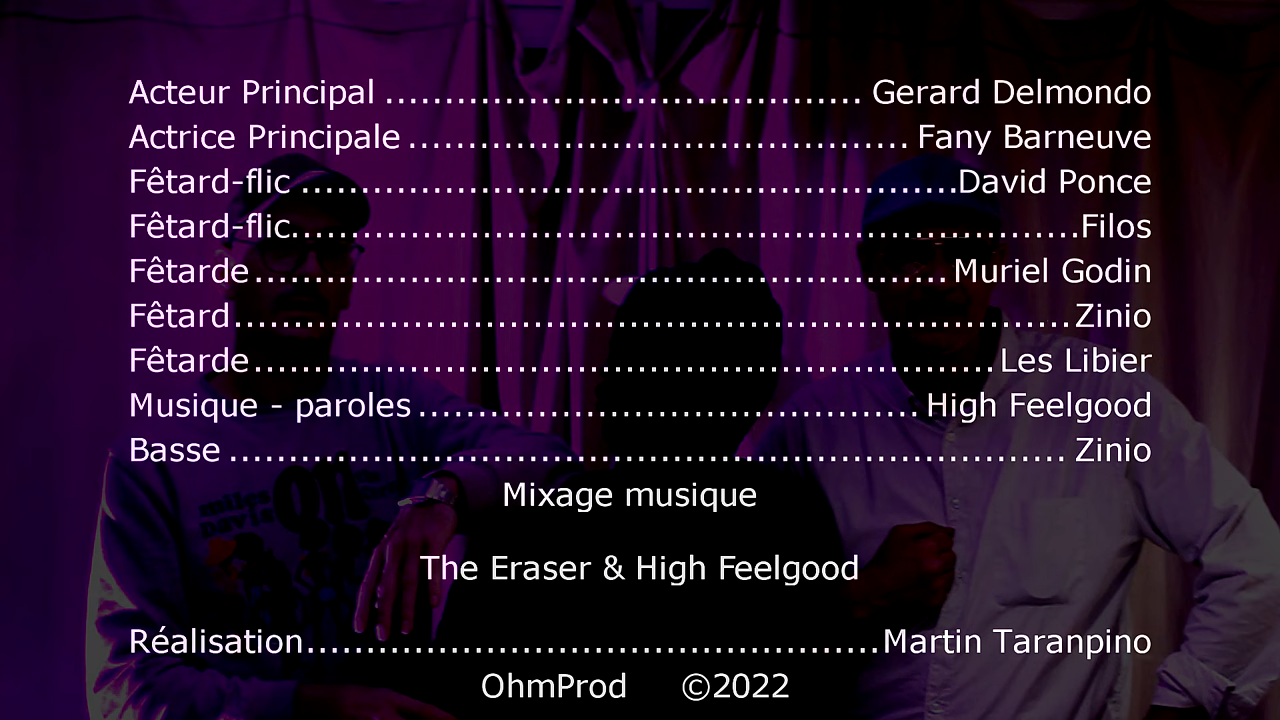 Acteur Principal ........................................ Gerard Delmondo
Actrice Principale .......................................... Fany Barneuve
Fêtard-flic .......................................................David Ponce
Fêtard-flic..................................................................Filos
Fêtarde..........................................................Muriel Godin
Fêtard...................................................................... Zinio
Fêtarde..............................................................Les Libier
Musique - paroles .......................................... High Feelgood
Basse ...................................................................... Zinio
Mixage musique
The Eraser & High Feelgood
Réalisation................................................Martin Taranpino
OhmProd ©2022